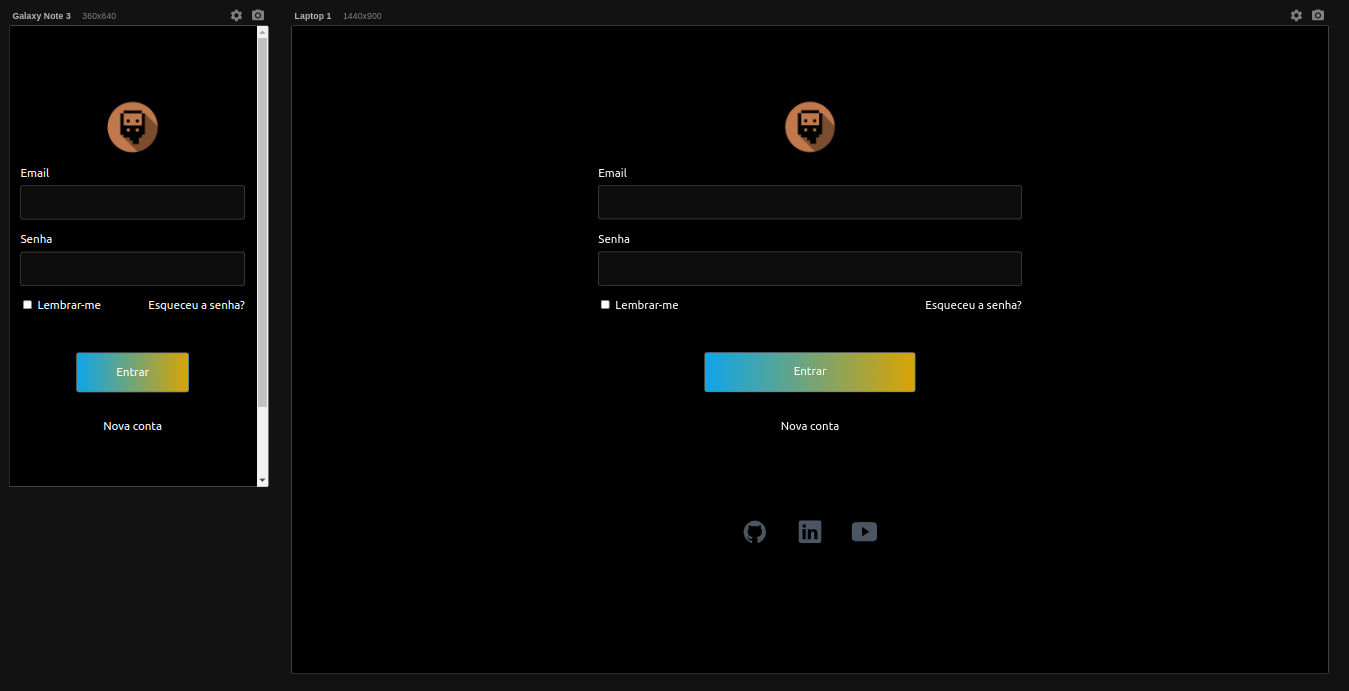 Galaxy Note 3 360x640
Email
Senha
Lembrar-me Esqueceu a senha?
Entrar
Nova conta
Laptop 1 1440x900
Email
Senha
Lembrar-me Esqueceu a senha?
Entrar
Nova conta
in